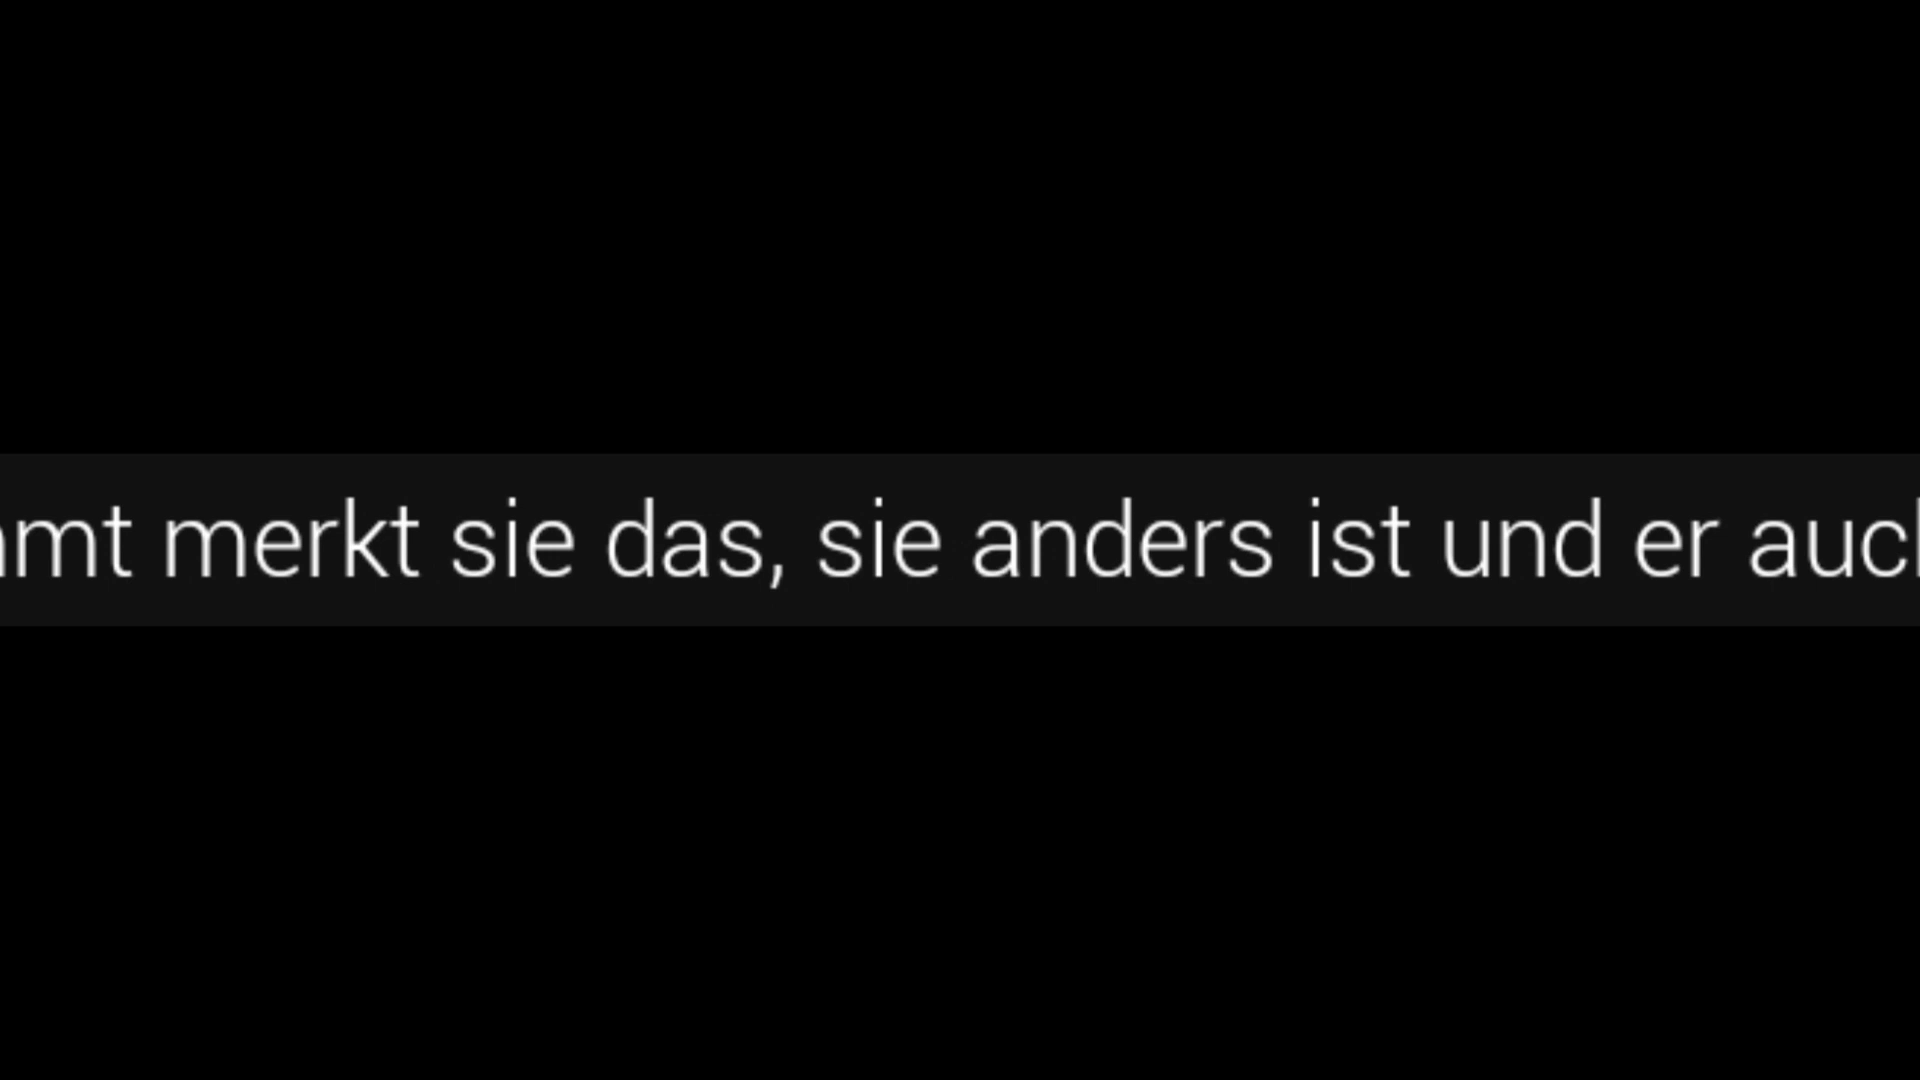 merkt sie das, sie anders ist und er